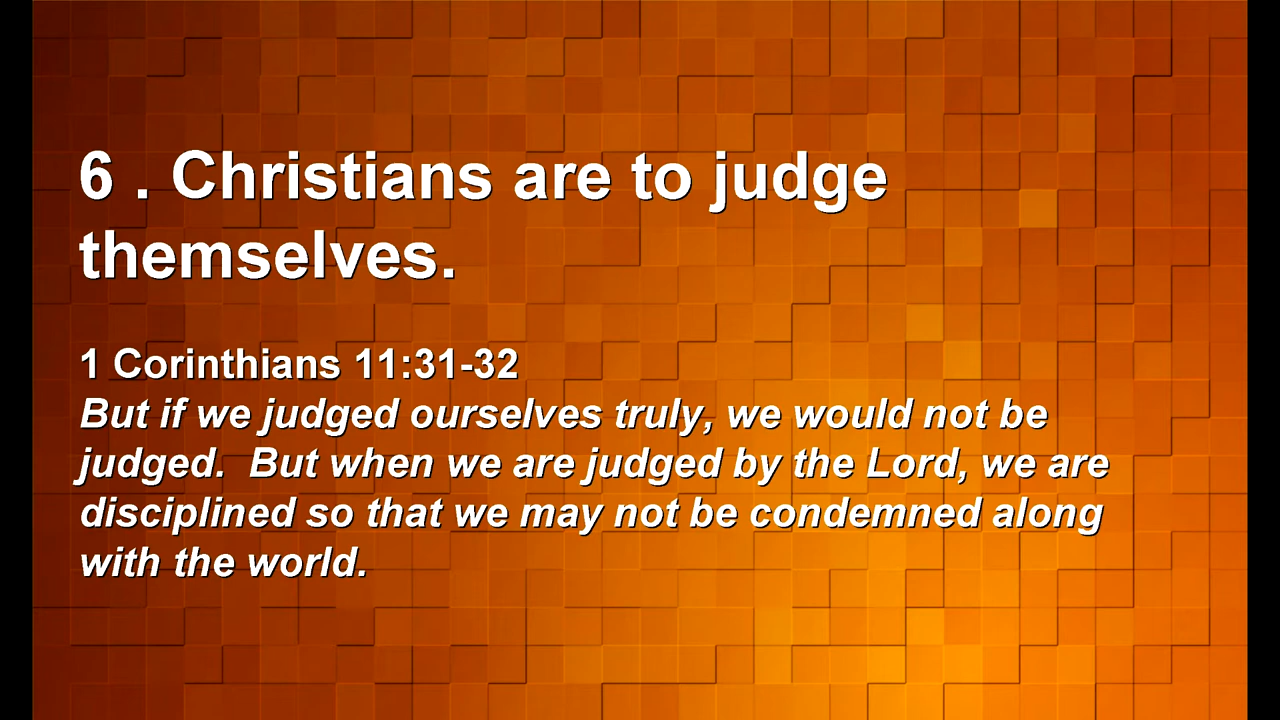 6 . Christians are to judge
themselves.
1 Corinthians 11:31-32
But if we judged ourselves truly, we would not be
judged.  But when we are judged by the Lord, we are
disciplined so that we may not be condemned along
with the world.